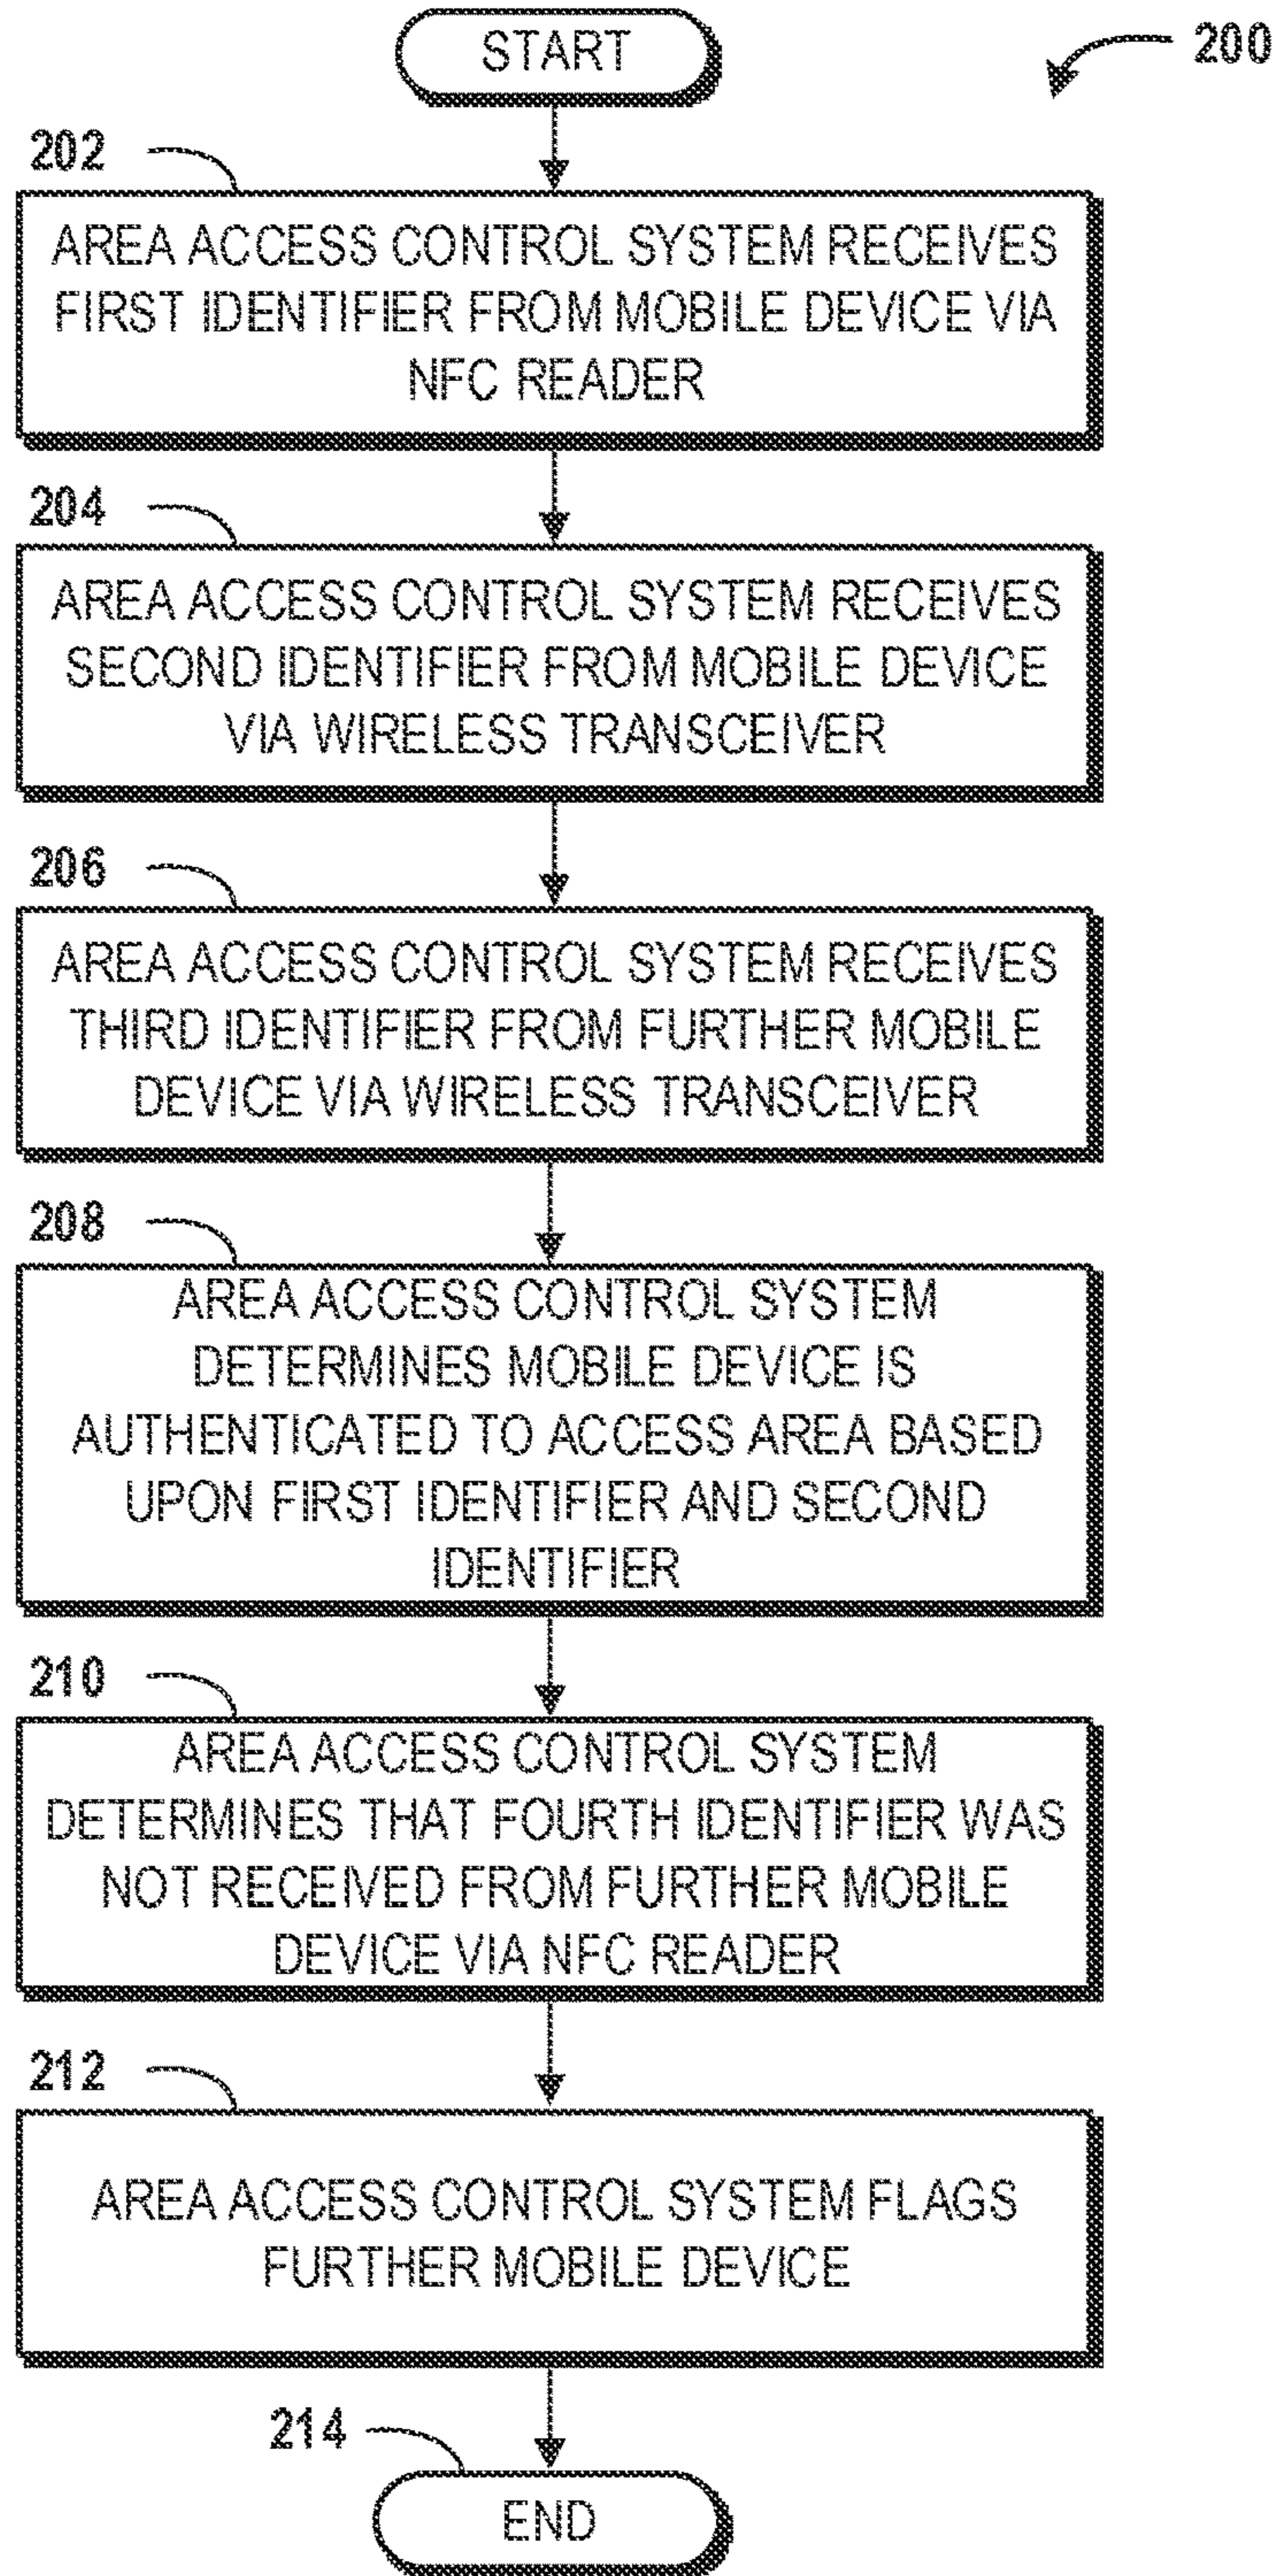 START
200
202
AREA ACCESS CONTROL SYSTEM RECEIVES
FIRST IDENTIFIER FROM MOBILE DEVICE VIA
NFC READER
204
AREA ACCESS CONTROL SYSTEM RECEIVES
SECOND IDENTIFIER FROM MOBILE DEVICE
VIA WIRELESS TRANSCEIVER
206
AREA ACCESS CONTROL SYSTEM RECEIVES
THIRD IDENTIFIER FROM FURTHER MOBILE
DEVICE VIA WIRELESS TRANSCEIVER
208
AREA ACCESS CONTROL SYSTEM
DETERMINES MOBILE DEVICE IS
AUTHENTICATED TO ACCESS AREA BASED
UPON FIRST IDENTIFIER AND SECOND
IDENTIFIER
210
AREA ACCESS CONTROL SYSTEM
DETERMINES THAT FOURTH IDENTIFIER WAS
NOT RECEIVED FROM FURTHER MOBILE
DEVICE VIA NFC READER
212
AREA ACCESS CONTROL SYSTEM FLAGS
FURTHER MOBILE DEVICE
214
END